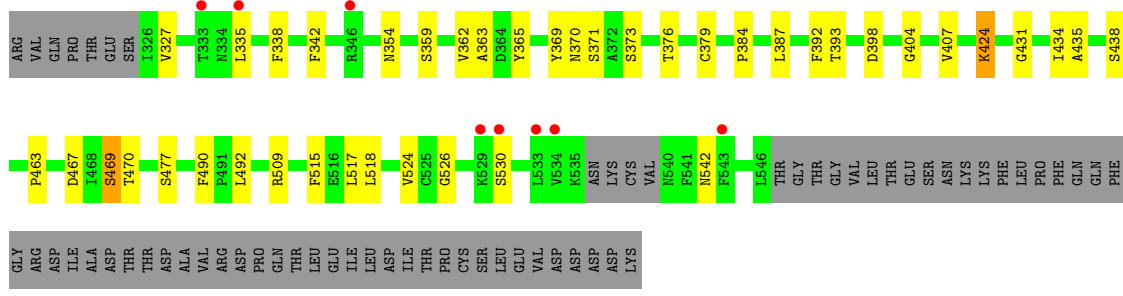 ARG VAL GLN PRO THR GLU SER I326 V327 T333 N334 L335 F338 F342 R346 N354 S359 V362 A363 D364 Y365 Y369 N370 S371 A372 S373 T376 C379 P384 L387 F392 T393 D398 G404 V407 K424 G431 I434 A435 S438
P463 D467 I468 S469 T470 S477 F490 P491 L492 R509 F515 E516 L517 L518 V524 C525 G526 K529 S530 L533 V534 K535 ASN LYS CYS VAL N540 F541 N542 F543 L546 THR GLY THR GLY VAL LEU THR GLU SER ASN LYS LYS PHE LEU PRO PHE GLN GLN PHE
GLY ARG ASP ILE ALA ASP THR THR ASP ALA VAL ARG ASP PRO GLN THR LEU GLU ILE LEU ASP ILE THR PRO CYS SER LEU GLU VAL ASP ASP ASP ASP LYS